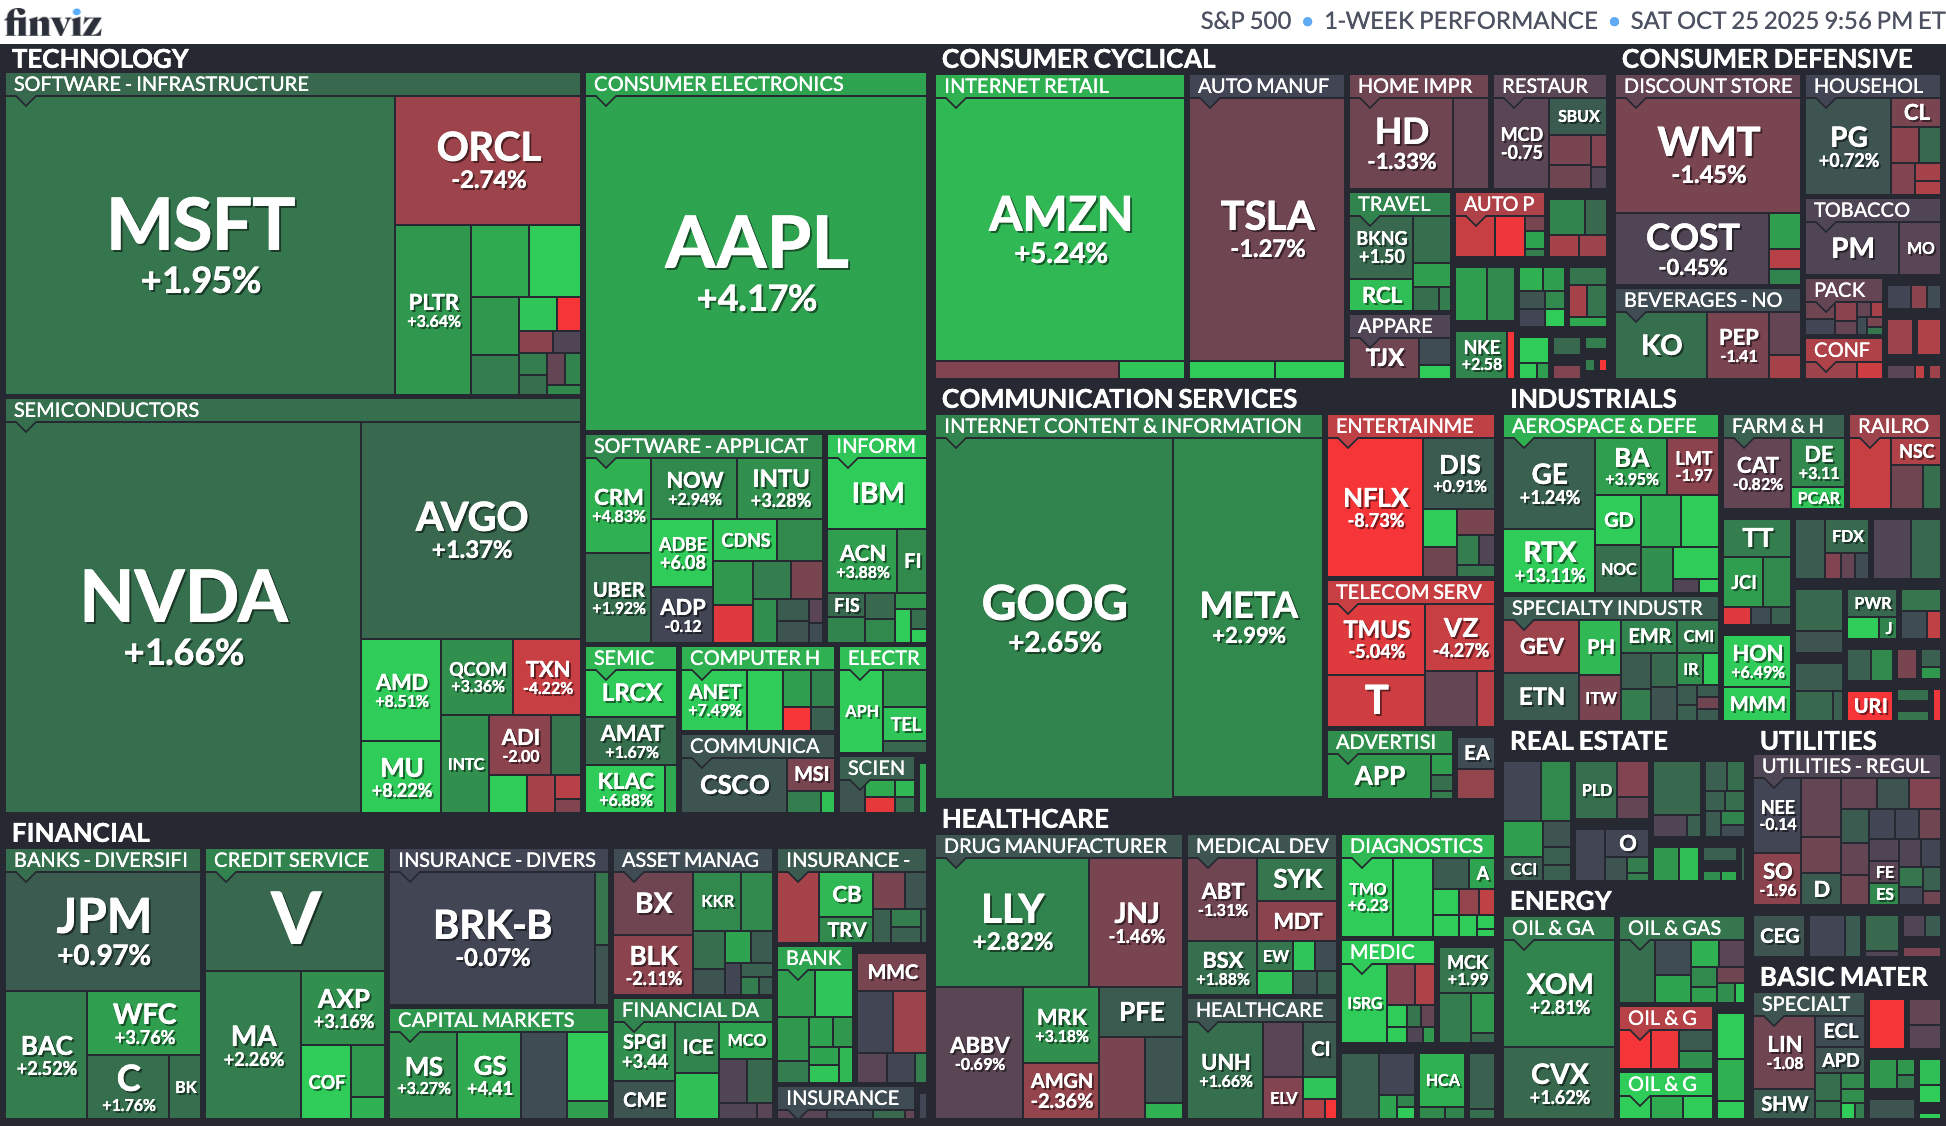 finviz
S&P 500 • 1-WEEK PERFORMANCE • SAT OCT 25 2025 9:56 PM ET
TECHNOLOGY
SOFTWARE - INFRASTRUCTURE
MSFT
+1.95%
ORCL
-2.74%
PLTR
+3.64%
CONSUMER ELECTRONICS
AAPL
+4.17%
SEMICONDUCTORS
NVDA
+1.66%
AVGO
+1.37%
AMD
+8.51%
QCOM
+3.36%
TXN
-4.22%
MU
+8.22%
INTC
ADI
-2.00
SOFTWARE - APPLICAT
CRM
+4.83%
NOW
+2.94%
INTU
+3.28%
ADBE
+6.08
CDNS
UBER
+1.92%
ADP
-0.12
INFORM
IBM
ACN
+3.88%
FI
FIS
SEMIC
LRCX
AMAT
+1.67%
KLAC
+6.88%
COMPUTER H
ANET
+7.49%
COMMUNICA
CSCO
MSI
ELECTR
APH
TEL
SCIEN
CONSUMER CYCLICAL
INTERNET RETAIL
AMZN
+5.24%
AUTO MANUF
TSLA
-1.27%
HOME IMPR
HD
-1.33%
RESTAUR
MCD
-0.75
SBUX
TRAVEL
BKNG
+1.50
RCL
AUTO P
APPARE
TJX
NKE
+2.58
CONSUMER DEFENSIVE
DISCOUNT STORE
WMT
-1.45%
COST
-0.45%
HOUSEHOL
PG
+0.72%
CL
TOBACCO
PM
MO
BEVERAGES - NO
KO
PEP
-1.41
PACK
CONF
COMMUNICATION SERVICES
INTERNET CONTENT & INFORMATION
GOOG
+2.65%
META
+2.99%
ENTERTAINME
NFLX
-8.73%
DIS
+0.91%
TELECOM SERV
TMUS
-5.04%
VZ
-4.27%
T
ADVERTISI
APP
EA
INDUSTRIALS
AEROSPACE & DEFE
GE
+1.24%
BA
+3.95%
LMT
-1.97
RTX
+13.11%
GD
NOC
FARM & H
CAT
-0.82%
DE
+3.11
PCAR
RAILRO
NSC
SPECIALTY INDUSTR
GEV
PH
EMR
CMI
ETN
ITW
IR
TT
JCI
FDX
HON
+6.49%
MMM
PWR
J
URI
REAL ESTATE
PLD
O
CCI
UTILITIES
UTILITIES - REGUL
NEE
-0.14
SO
-1.96
D
FE
ES
CEG
FINANCIAL
BANKS - DIVERSIFI
JPM
+0.97%
BAC
+2.52%
WFC
+3.76%
C
+1.76%
BK
CREDIT SERVICE
V
MA
+2.26%
AXP
+3.16%
COF
INSURANCE - DIVERS
BRK-B
-0.07%
CAPITAL MARKETS
MS
+3.27%
GS
+4.41
ASSET MANAG
BX
KKR
BLK
-2.11%
FINANCIAL DA
SPGI
+3.44
ICE
MCO
CME
INSURANCE -
CB
TRV
BANK
MMC
INSURANCE
HEALTHCARE
DRUG MANUFACTURER
LLY
+2.82%
JNJ
-1.46%
ABBV
-0.69%
MRK
+3.18%
PFE
AMGN
-2.36%
MEDICAL DEV
ABT
-1.31%
SYK
MDT
BSX
+1.88%
EW
HEALTHCARE
UNH
+1.66%
CI
ELV
DIAGNOSTICS
TMO
+6.23
A
MEDIC
ISRG
MCK
+1.99
HCA
ENERGY
OIL & GA
XOM
+2.81%
CVX
+1.62%
OIL & GAS
OIL & G
OIL & G
BASIC MATER
SPECIALT
LIN
-1.08
ECL
APD
SHW